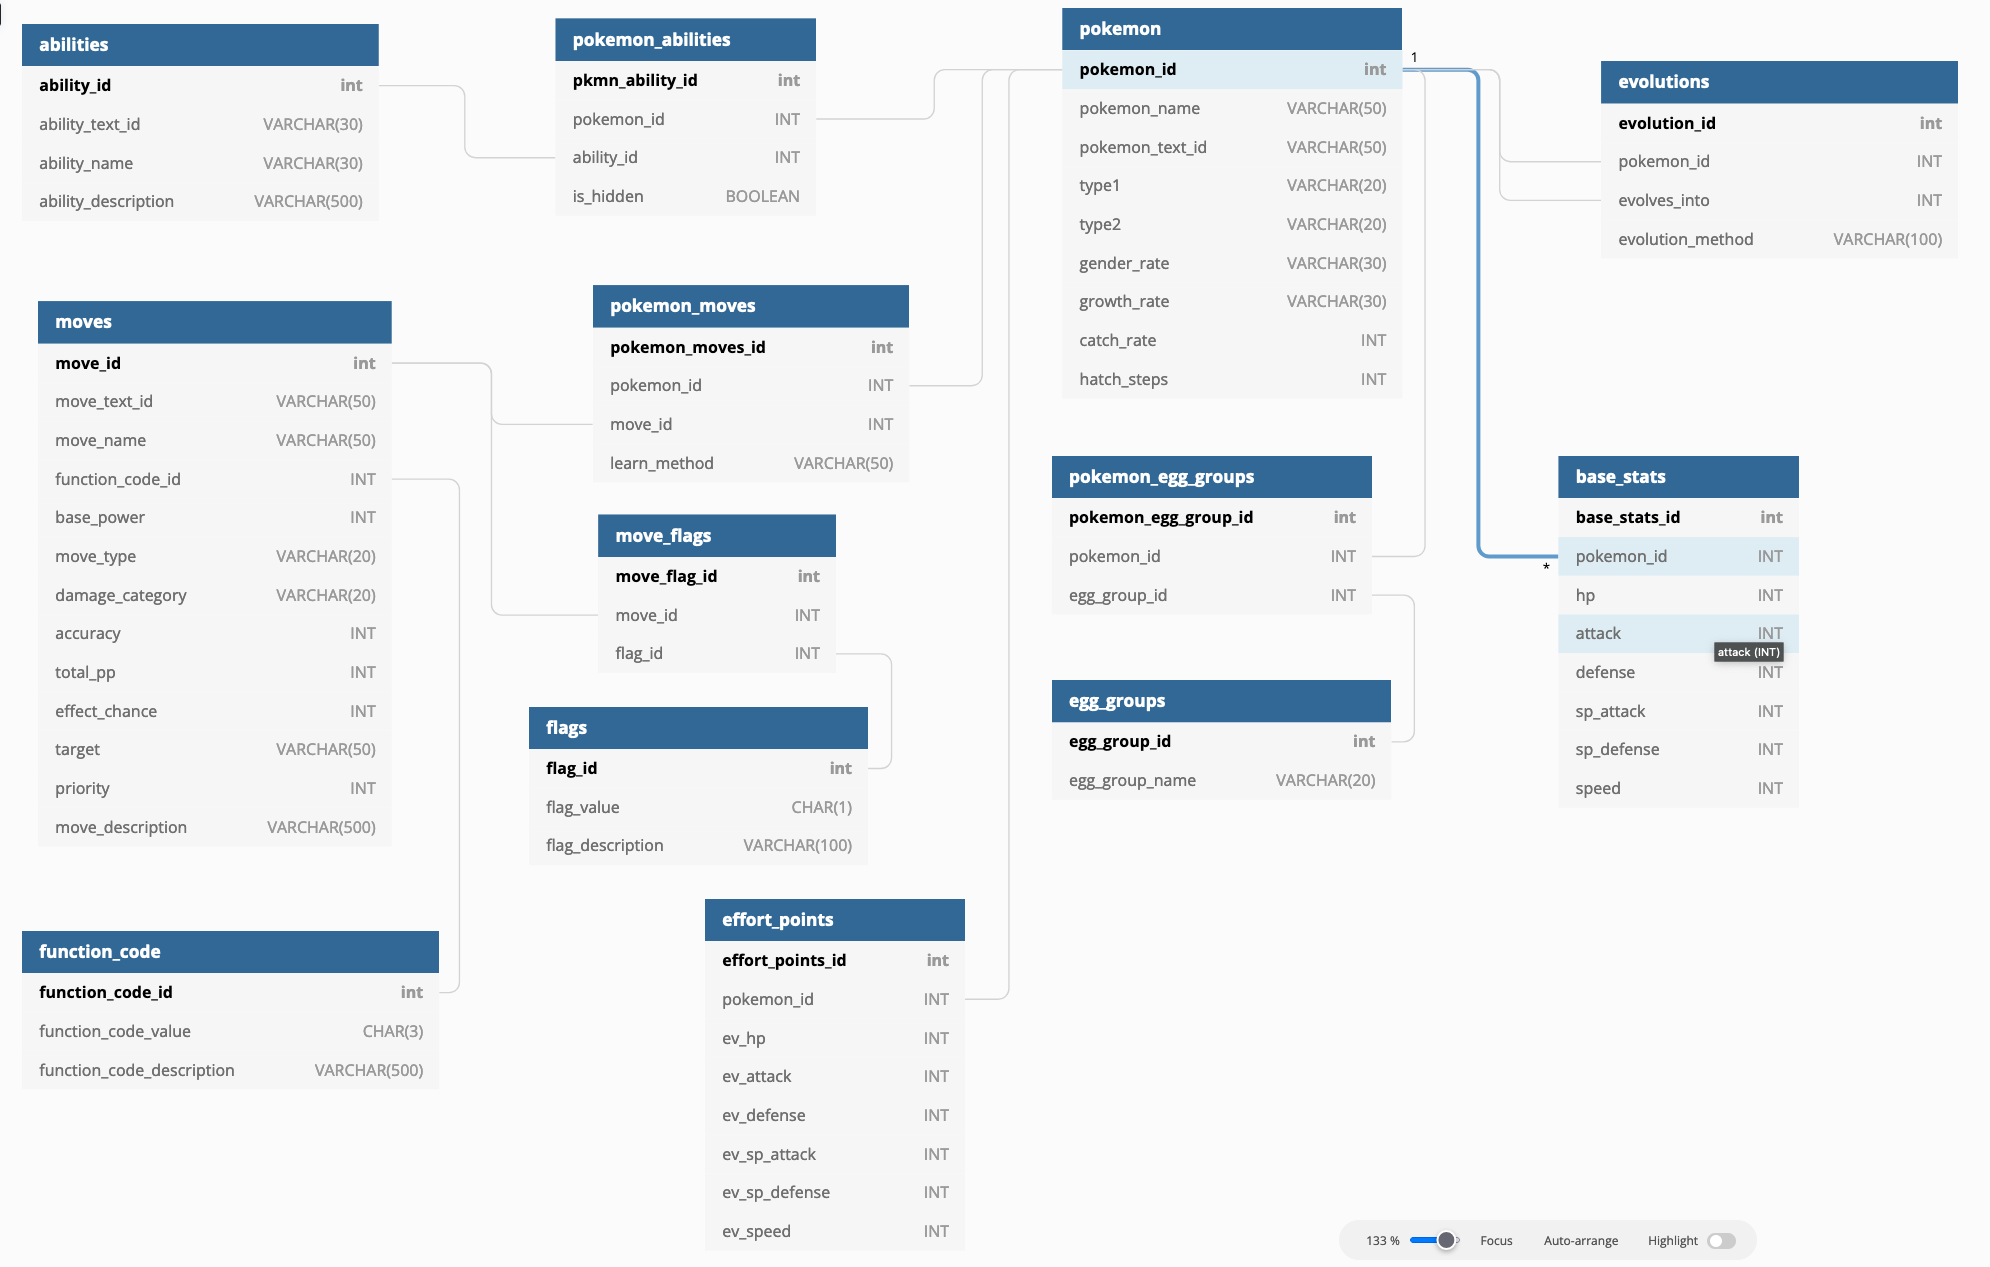 abilities
ability_id int
ability_text_id VARCHAR(30)
ability_name VARCHAR(30)
ability_description VARCHAR(500)
pokemon_abilities
pkmn_ability_id int
pokemon_id INT
ability_id INT
is_hidden BOOLEAN
pokemon
pokemon_id int
pokemon_name VARCHAR(50)
pokemon_text_id VARCHAR(50)
type1 VARCHAR(20)
type2 VARCHAR(20)
gender_rate VARCHAR(30)
growth_rate VARCHAR(30)
catch_rate INT
hatch_steps INT
1
evolutions
evolution_id int
pokemon_id INT
evolves_into INT
evolution_method VARCHAR(100)
moves
move_id int
move_text_id VARCHAR(50)
move_name VARCHAR(50)
function_code_id INT
base_power INT
move_type VARCHAR(20)
damage_category VARCHAR(20)
accuracy INT
total_pp INT
effect_chance INT
target VARCHAR(50)
priority INT
move_description VARCHAR(500)
pokemon_moves
pokemon_moves_id int
pokemon_id INT
move_id INT
learn_method VARCHAR(50)
move_flags
move_flag_id int
move_id INT
flag_id INT
flags
flag_id int
flag_value CHAR(1)
flag_description VARCHAR(100)
pokemon_egg_groups
pokemon_egg_group_id int
pokemon_id INT
egg_group_id INT
egg_groups
egg_group_id int
egg_group_name VARCHAR(20)
*
base_stats
base_stats_id int
pokemon_id INT
hp INT
attack INT
attack (INT)
defense INT
sp_attack INT
sp_defense INT
speed INT
function_code
function_code_id int
function_code_value CHAR(3)
function_code_description VARCHAR(500)
effort_points
effort_points_id int
pokemon_id INT
ev_hp INT
ev_attack INT
ev_defense INT
ev_sp_attack INT
ev_sp_defense INT
ev_speed INT
133 % Focus Auto-arrange Highlight